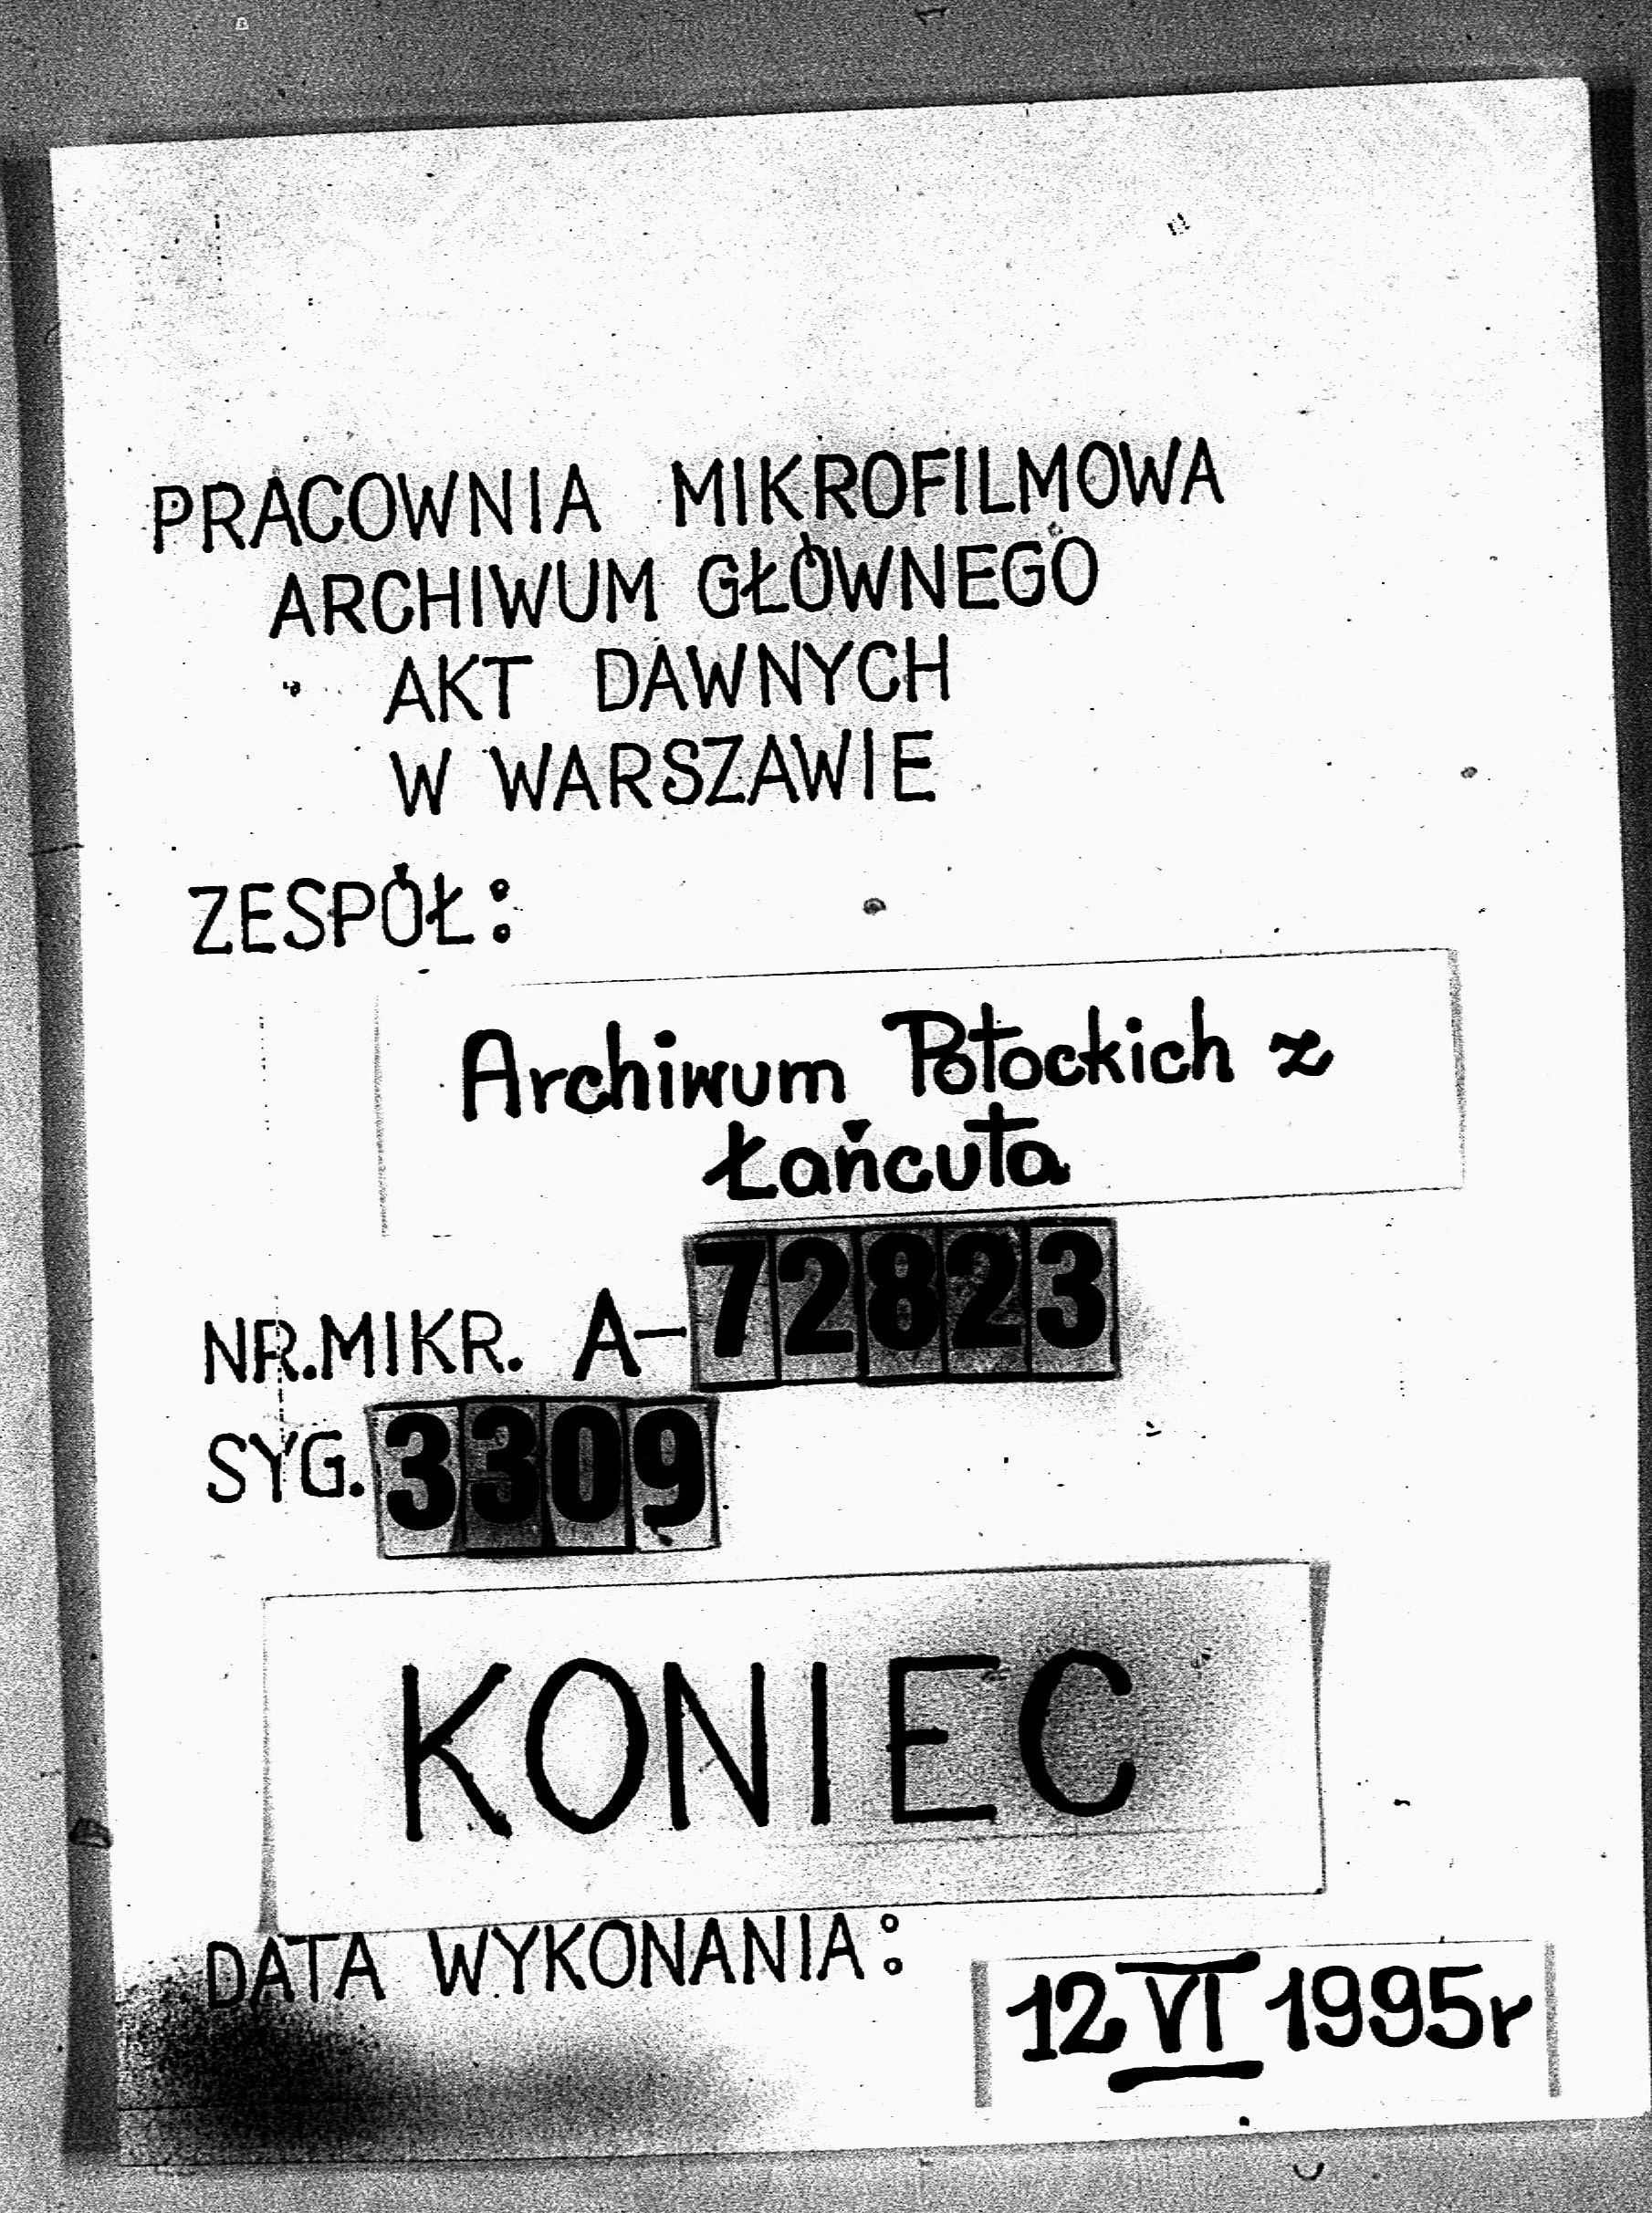 PRACOWNIA MIKROFILMOWA
ARCHIWUM GŁÓWNEGO
AKT DAWNYCH
W WARSZAWIE
ZESPÓŁ:
Archiwum Potockich z
Łańcuta
NR.MIKR. A-72823
SYG. 3309
KONIEC
DATA WYKONANIA:
12 VI 1995r